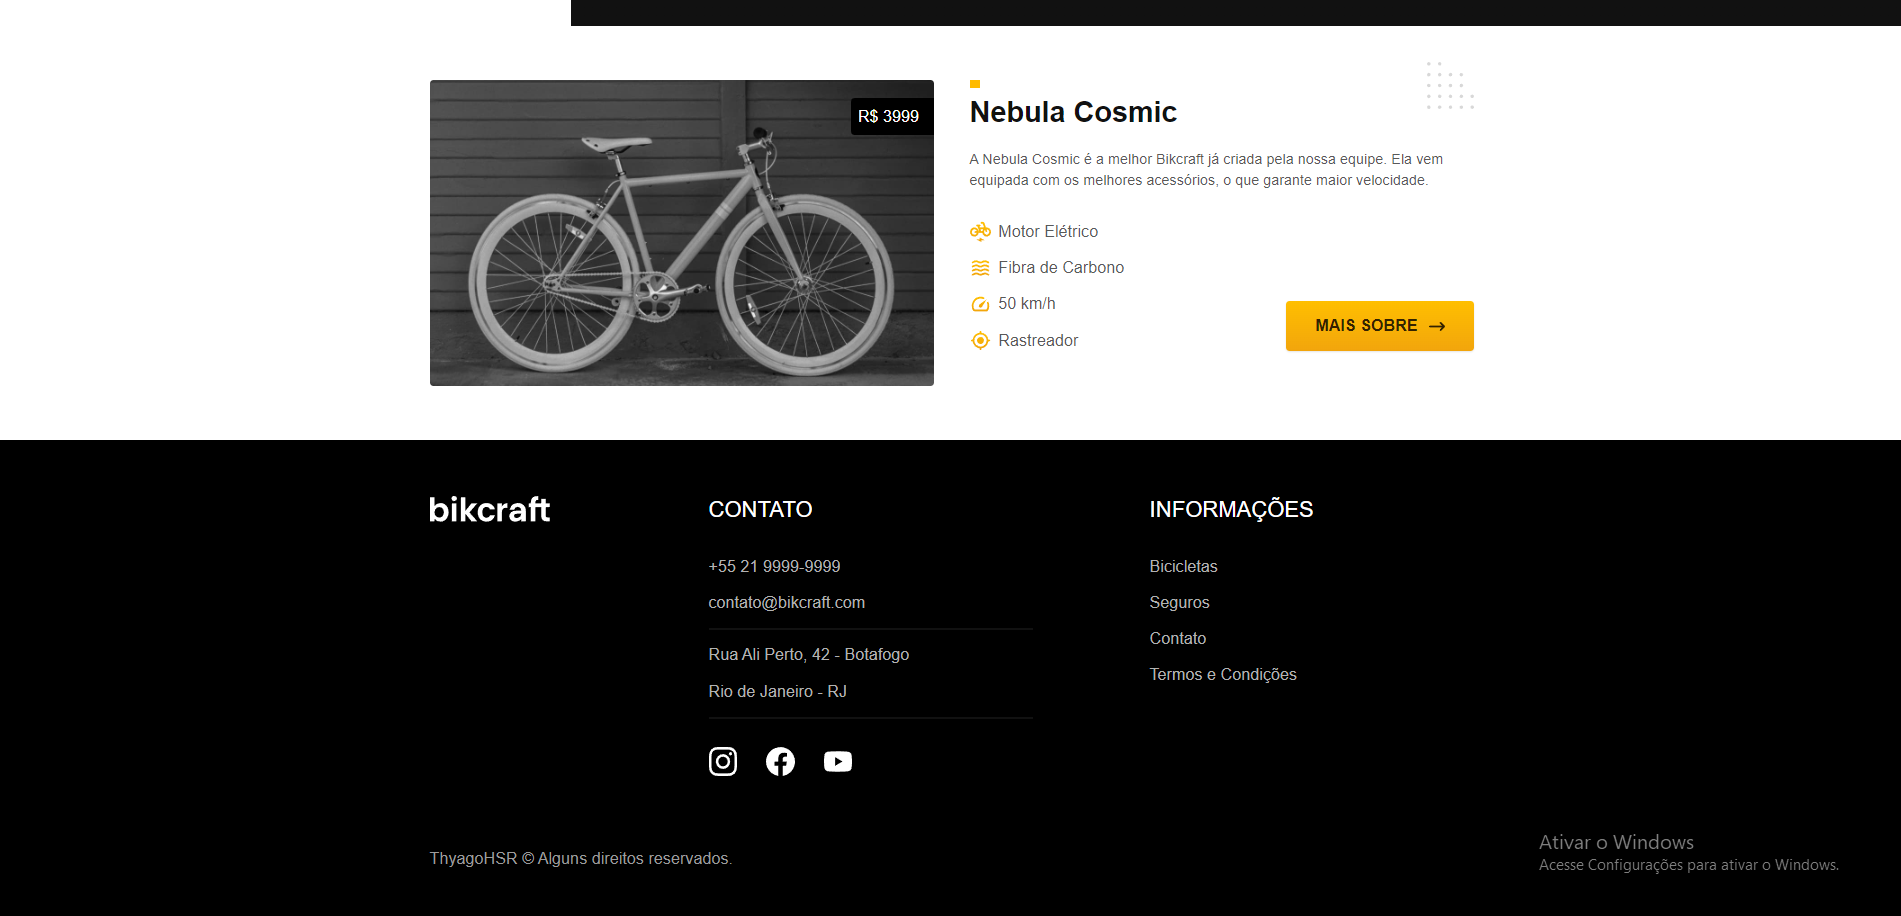 R$ 3999
Nebula Cosmic
A Nebula Cosmic é a melhor Bikcraft já criada pela nossa equipe. Ela vem
equipada com os melhores acessórios, o que garante maior velocidade.
Motor Elétrico
Fibra de Carbono
50 km/h
Rastreador
MAIS SOBRE →
bikcraft
CONTATO
+55 21 9999-9999
contato@bikcraft.com
Rua Ali Perto, 42 - Botafogo
Rio de Janeiro - RJ
INFORMAÇÕES
Bicicletas
Seguros
Contato
Termos e Condições
ThyagoHSR © Alguns direitos reservados.
Ativar o Windows
Acesse Configurações para ativar o Windows.